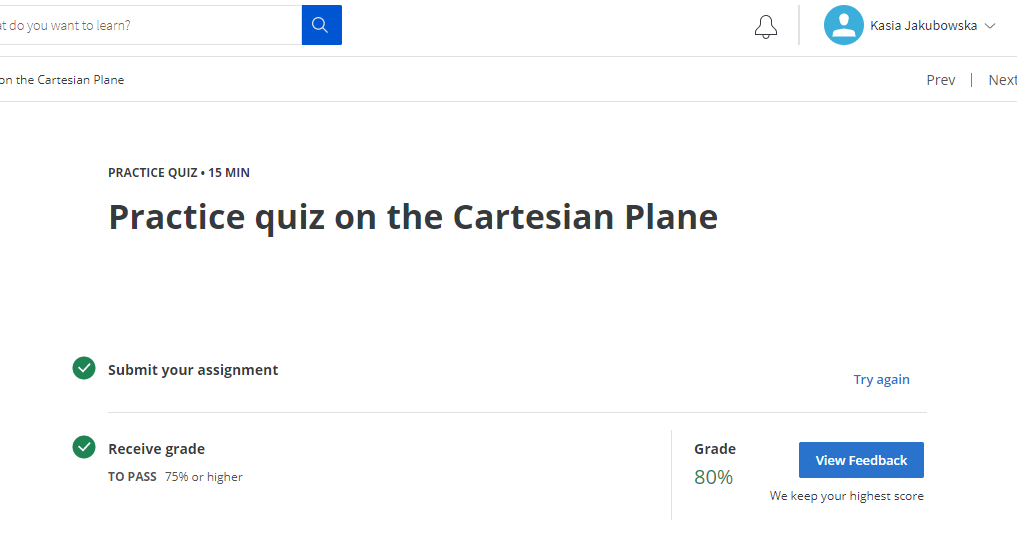 at do you want to learn?
Kasia Jakubowska
on the Cartesian Plane
Prev | Next
PRACTICE QUIZ • 15 MIN
Practice quiz on the Cartesian Plane
Submit your assignment
Try again
Receive grade
TO PASS 75% or higher
Grade
80%
View Feedback
We keep your highest score